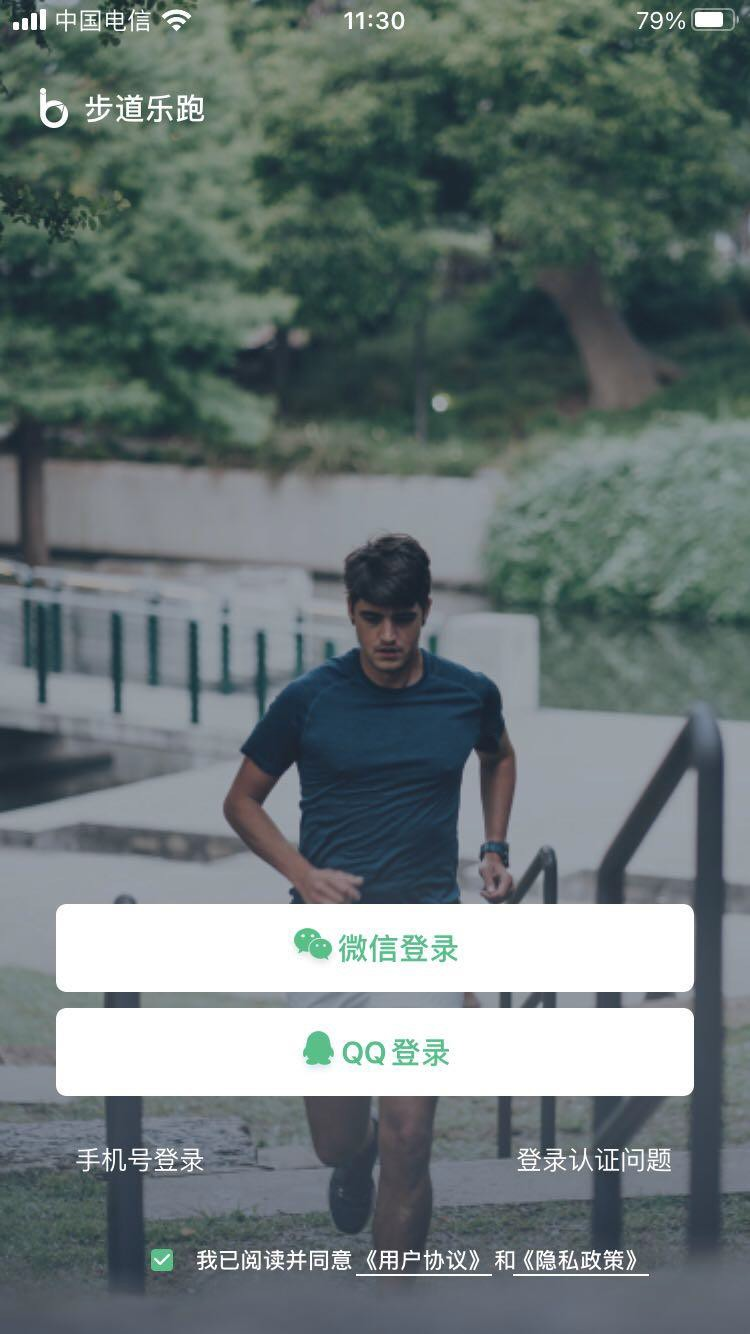 中国电信 11:30 79%
步道乐跑
微信登录
QQ登录
手机号登录 登录认证问题
我已阅读并同意《用户协议》和《隐私政策》